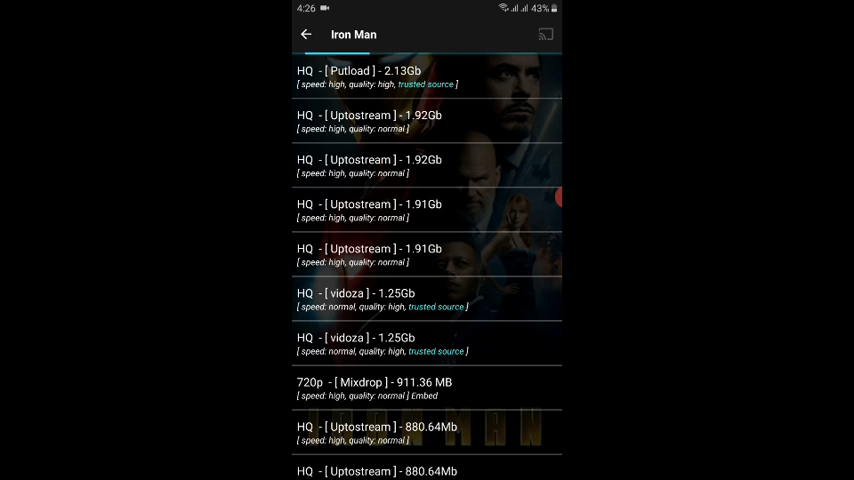 4:26
43%
Iron Man
HQ - [ Putload ] - 2.13Gb
[ speed: high, quality: high, trusted source ]
HQ - [ Uptostream ] - 1.92Gb
[ speed: high, quality: normal ]
HQ - [ Uptostream ] - 1.92Gb
[ speed: high, quality: normal ]
HQ - [ Uptostream ] - 1.91Gb
[ speed: high, quality: normal ]
HQ - [ Uptostream ] - 1.91Gb
[ speed: high, quality: normal ]
HQ - [ vidoza ] - 1.25Gb
[ speed: normal, quality: high, trusted source ]
HQ - [ vidoza ] - 1.25Gb
[ speed: normal, quality: high, trusted source ]
720p - [ Mixdrop ] - 911.36 MB
[ speed: high, quality: normal ] Embed
HQ - [ Uptostream ] - 880.64Mb
[ speed: high, quality: normal ]
IRON MAN
HQ - [ Uptostream ] - 880.64Mb